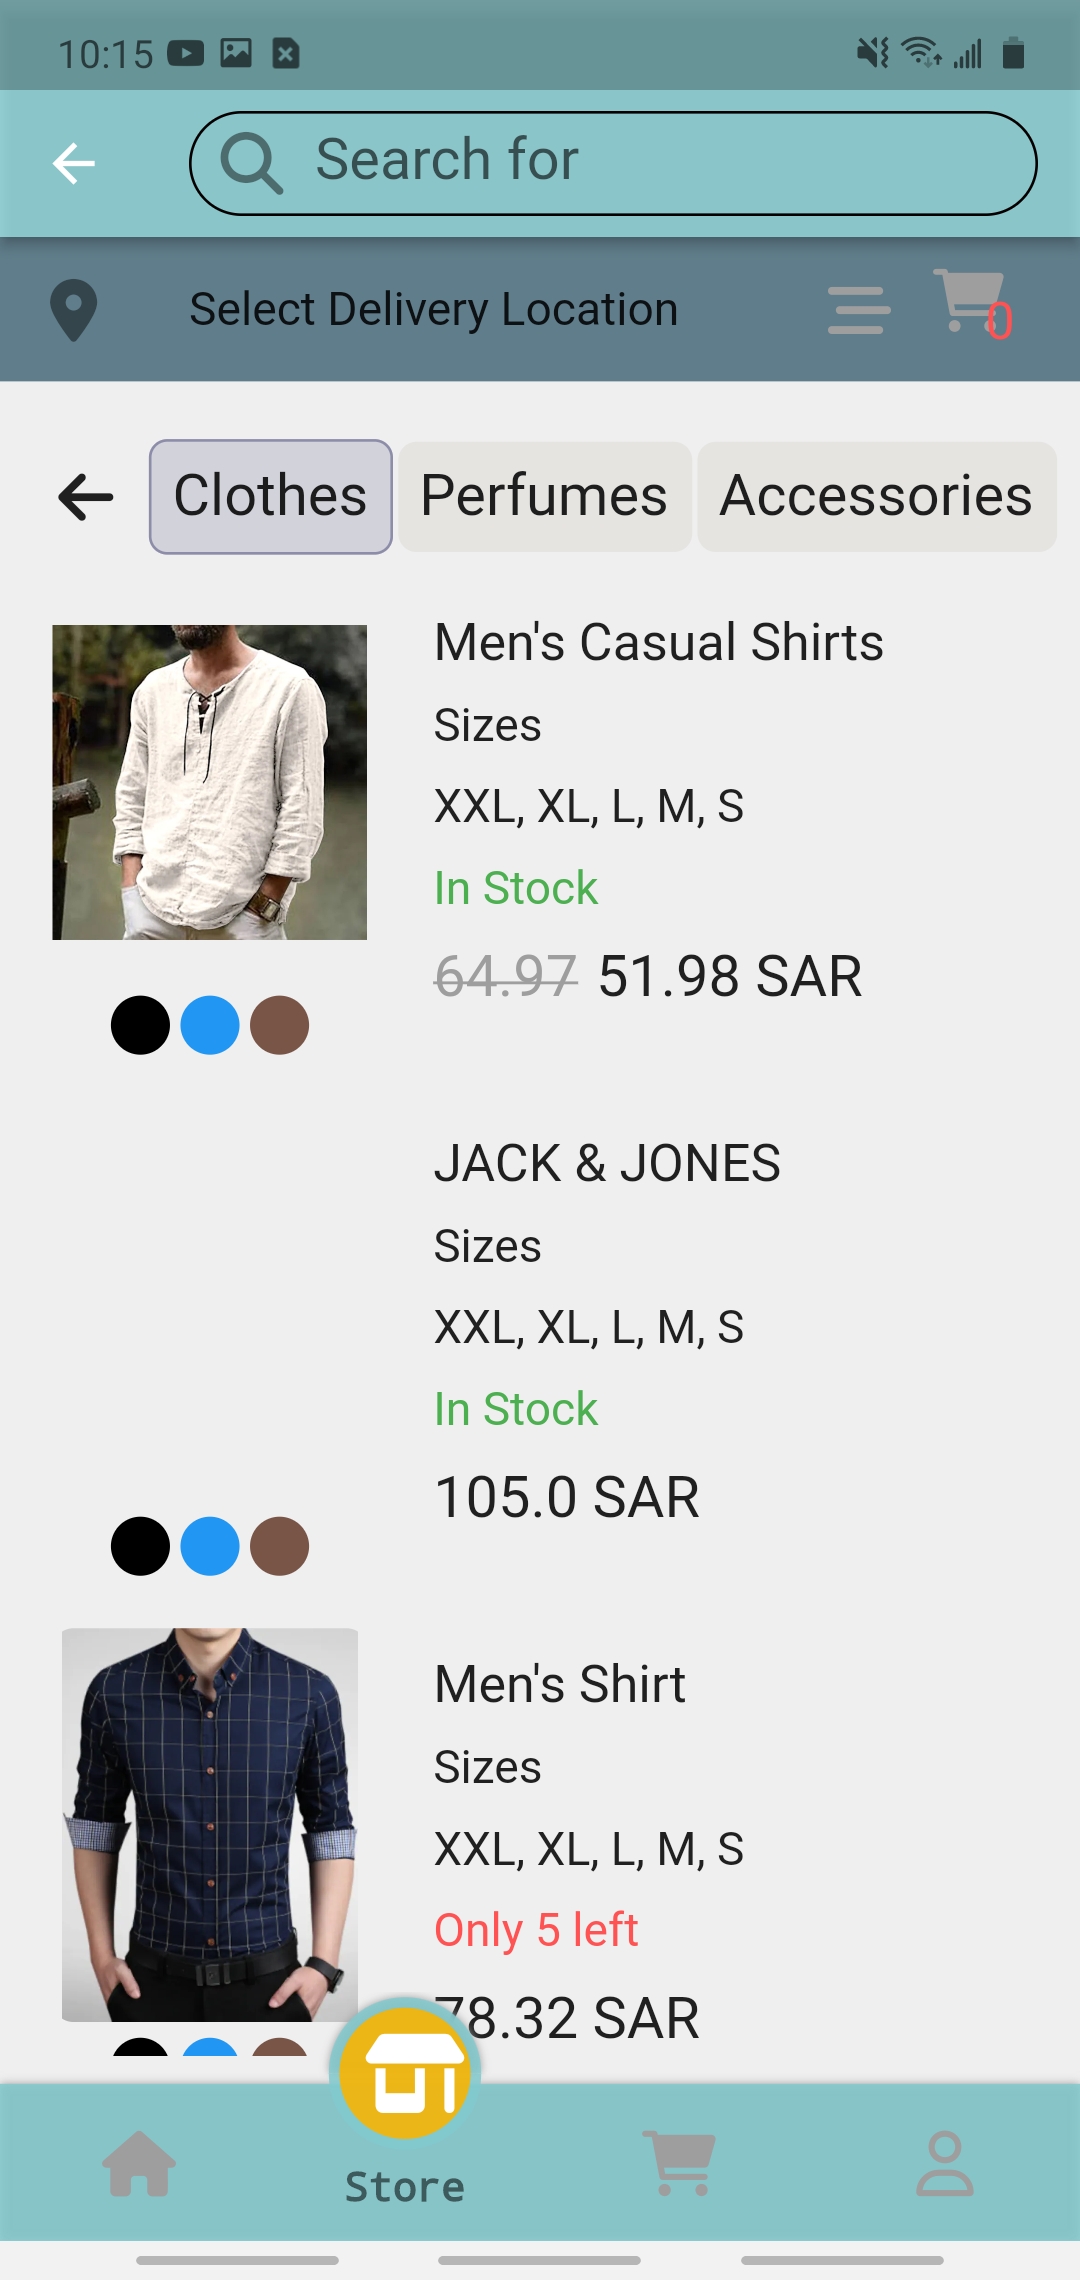 10:15
Search for
Select Delivery Location
0
Clothes
Perfumes
Accessories
Men's Casual Shirts
Sizes
XXL, XL, L, M, S
In Stock
64.97 51.98 SAR
JACK & JONES
Sizes
XXL, XL, L, M, S
In Stock
105.0 SAR
Men's Shirt
Sizes
XXL, XL, L, M, S
Only 5 left
78.32 SAR
Store